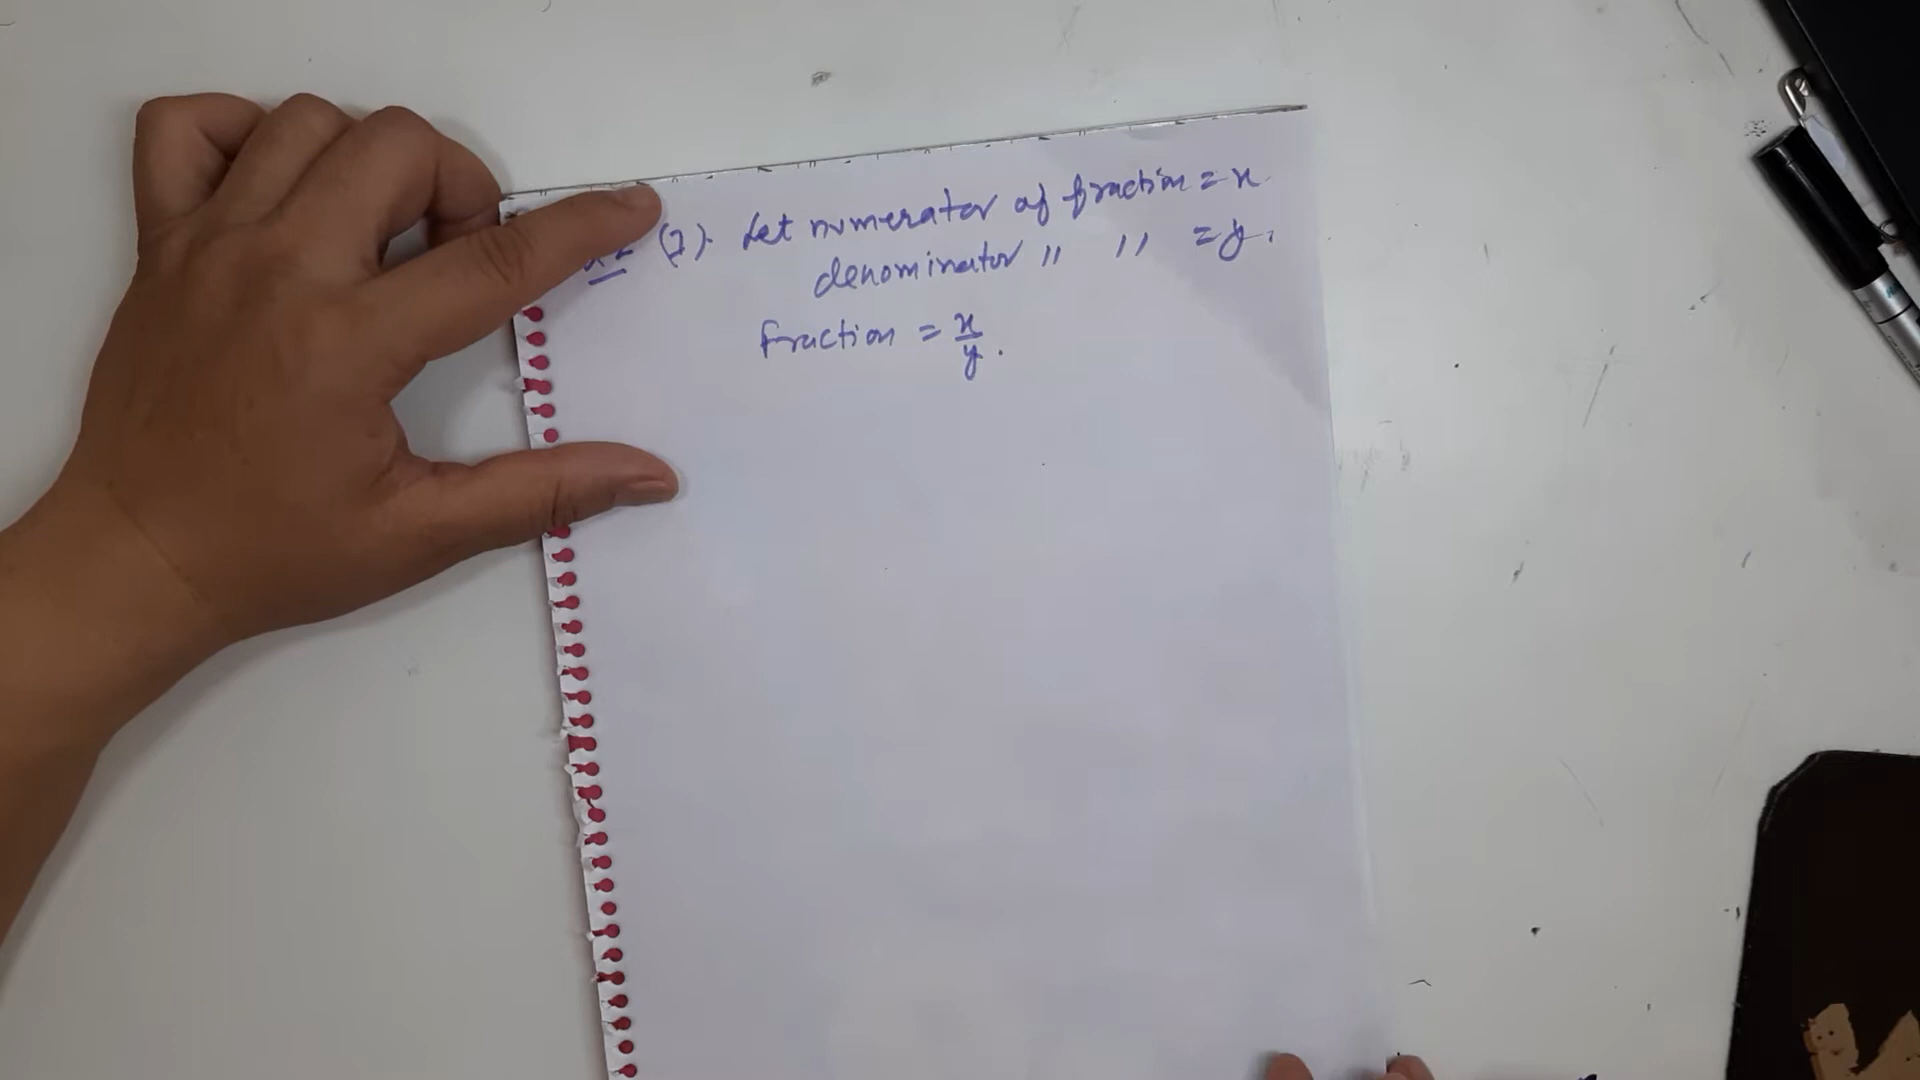 (7). Let numerator of fraction = x
denominator " " = y.
fraction = x/y.